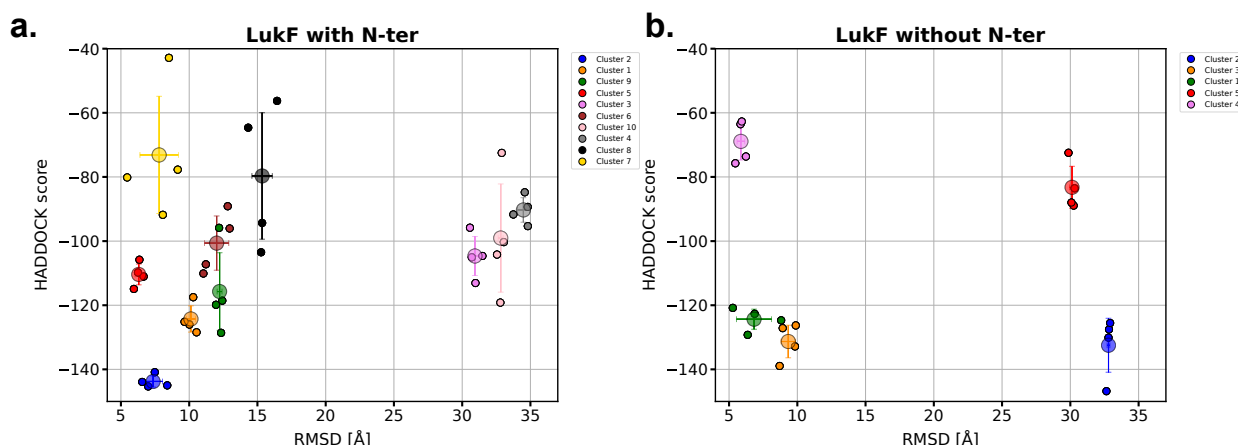 a.
LukF with N-ter
HADDOCK score
−40
−60
−80
−100
−120
−140
5 10 15 20 25 30 35
RMSD [Å]
Cluster 2
Cluster 1
Cluster 9
Cluster 5
Cluster 3
Cluster 6
Cluster 10
Cluster 4
Cluster 8
Cluster 7
b.
LukF without N-ter
HADDOCK score
−40
−60
−80
−100
−120
−140
5 10 15 20 25 30 35
RMSD [Å]
Cluster 2
Cluster 3
Cluster 1
Cluster 5
Cluster 4